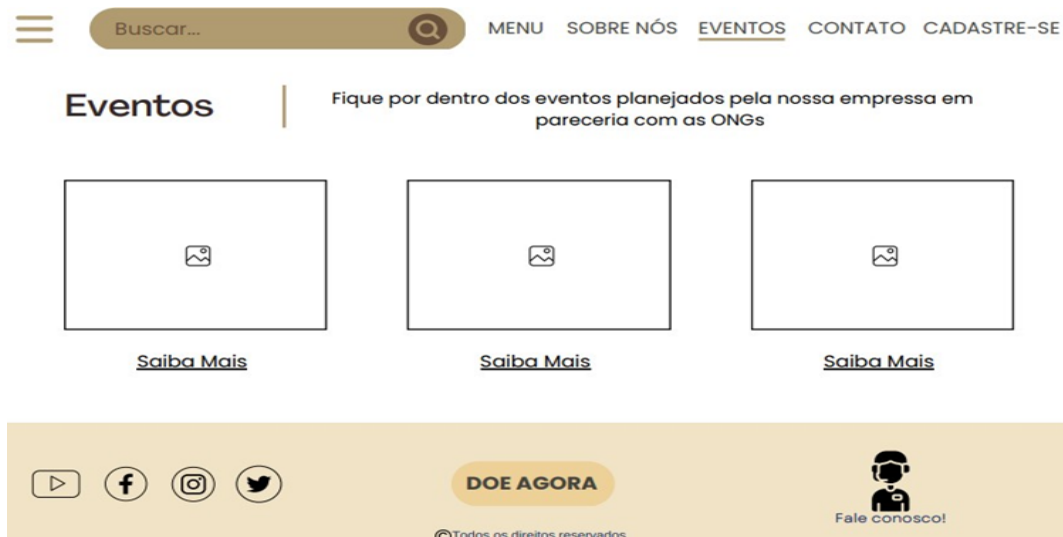 Buscar...
MENU SOBRE NÓS EVENTOS CONTATO CADASTRE-SE
Eventos
Fique por dentro dos eventos planejados pela nossa empressa em
pareceria com as ONGs
Saiba Mais
Saiba Mais
Saiba Mais
DOE AGORA
Fale conosco!
©Todos os direitos reservados